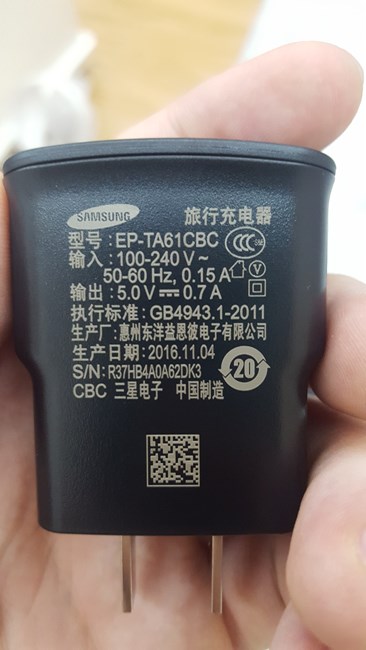 SAMSUNG 旅行充电器
型号 : EP-TA61CBC
输入 : 100-240 V ~
50-60 Hz, 0.15 A
输出 : 5.0 V ⎓ 0.7 A
执行标准: GB4943.1-2011
生产厂: 惠州东洋益恩彼电子有限公司
生产日期: 2016.11.04
S/N: R37HB4A0A62DK3
20
CBC 三星电子 中国制造